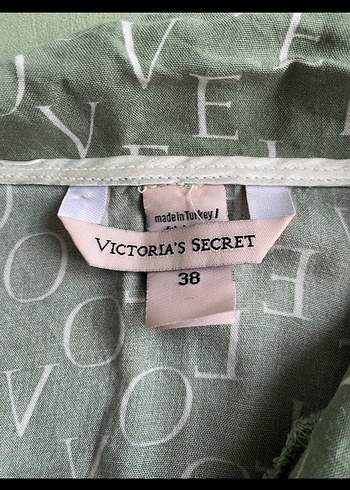 made in Turkey /
VICTORIA'S SECRET
38